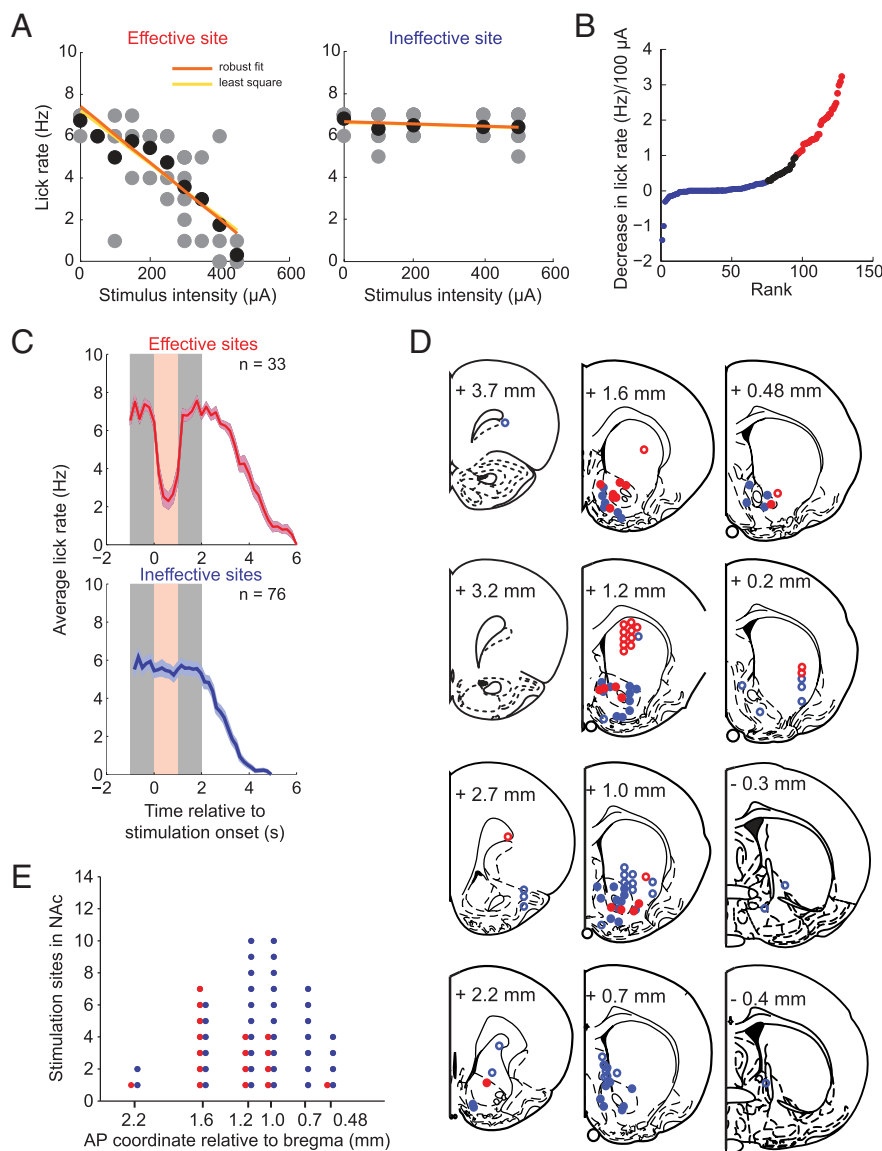 A
Effective site
Ineffective site
10
8
6
4
2
0
0
200
400
600
robust fit
least square
Lick rate (Hz)
Stimulus intensity (µA)
10
8
6
4
2
0
0
200
400
600
Stimulus intensity (µA)
B
4
3
2
1
0
−1
−2
0
50
100
150
Decrease in lick rate (Hz)/100 µA
Rank
C
Effective sites
n = 33
10
8
6
4
2
0
−2
0
2
4
6
Average lick rate (Hz)
Ineffective sites
n = 76
10
8
6
4
2
0
−2
0
2
4
6
Time relative to
stimulation onset (s)
D
+ 3.7 mm
+ 1.6 mm
+ 0.48 mm
+ 3.2 mm
+ 1.2 mm
+ 0.2 mm
+ 2.7 mm
+ 1.0 mm
- 0.3 mm
+ 2.2 mm
+ 0.7 mm
- 0.4 mm
E
14
12
10
8
6
4
2
0
Stimulation sites in NAc
2.2
1.6
1.2
1.0
0.7
0.48
AP coordinate relative to bregma (mm)